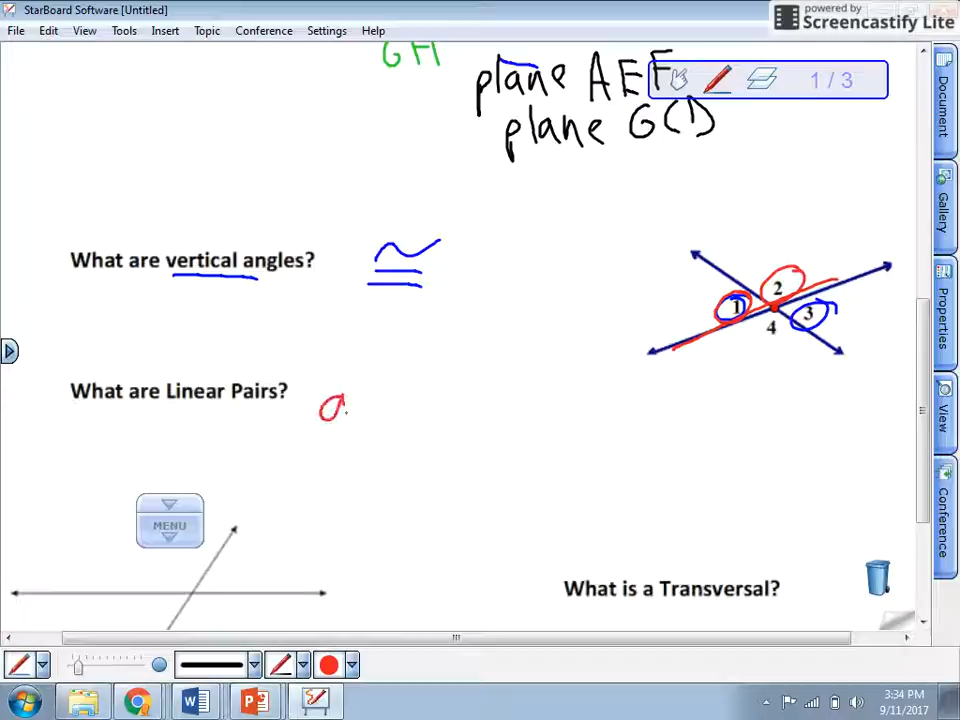 StarBoard Software [Untitled]
powered by
Screencastify Lite
File Edit View Tools Insert Topic Conference Settings Help
GH
plane AEF
1 / 3
plane G(1)
Document
Gallery
Properties
View
Conference
What are vertical angles? ≅
1 2 3 4
What are Linear Pairs?
MENU
What is a Transversal?
3:34 PM
9/11/2017